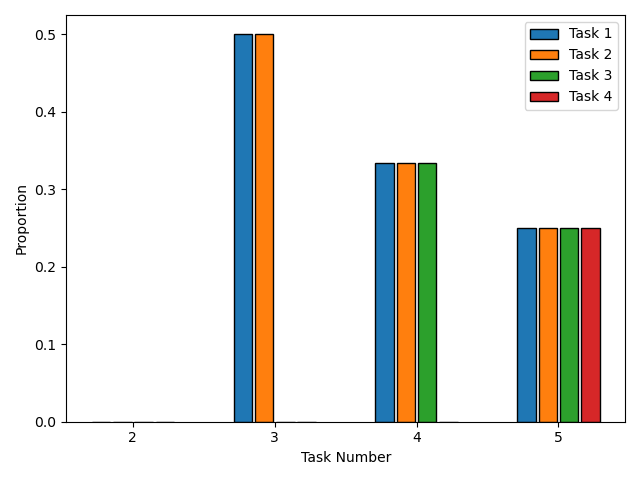 0.5
0.4
0.3
0.2
0.1
0.0
Proportion
2 3 4 5
Task Number
Task 1
Task 2
Task 3
Task 4